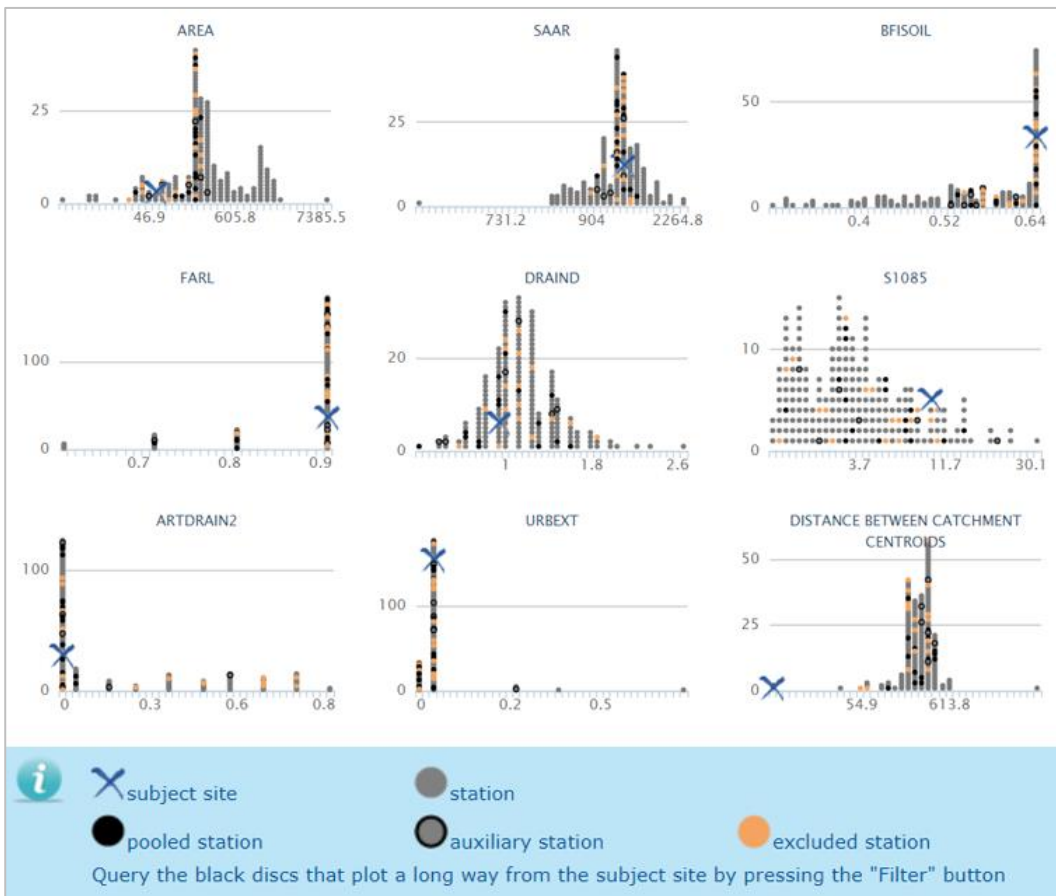 AREA
25
0
46.9
605.8
7385.5
SAAR
25
0
731.2
904
2264.8
BFISOIL
50
0
0.4
0.52
0.64
FARL
100
0
0.7
0.8
0.9
DRAIND
20
0
1
1.8
2.6
S1085
10
0
3.7
11.7
30.1
ARTDRAIN2
100
0
0
0.3
0.6
0.8
URBEXT
100
0
0
0.2
0.5
DISTANCE BETWEEN CATCHMENT
CENTROIDS
50
25
0
54.9
613.8
i
subject site
station
pooled station
auxiliary station
excluded station
Query the black discs that plot a long way from the subject site by pressing the "Filter" button